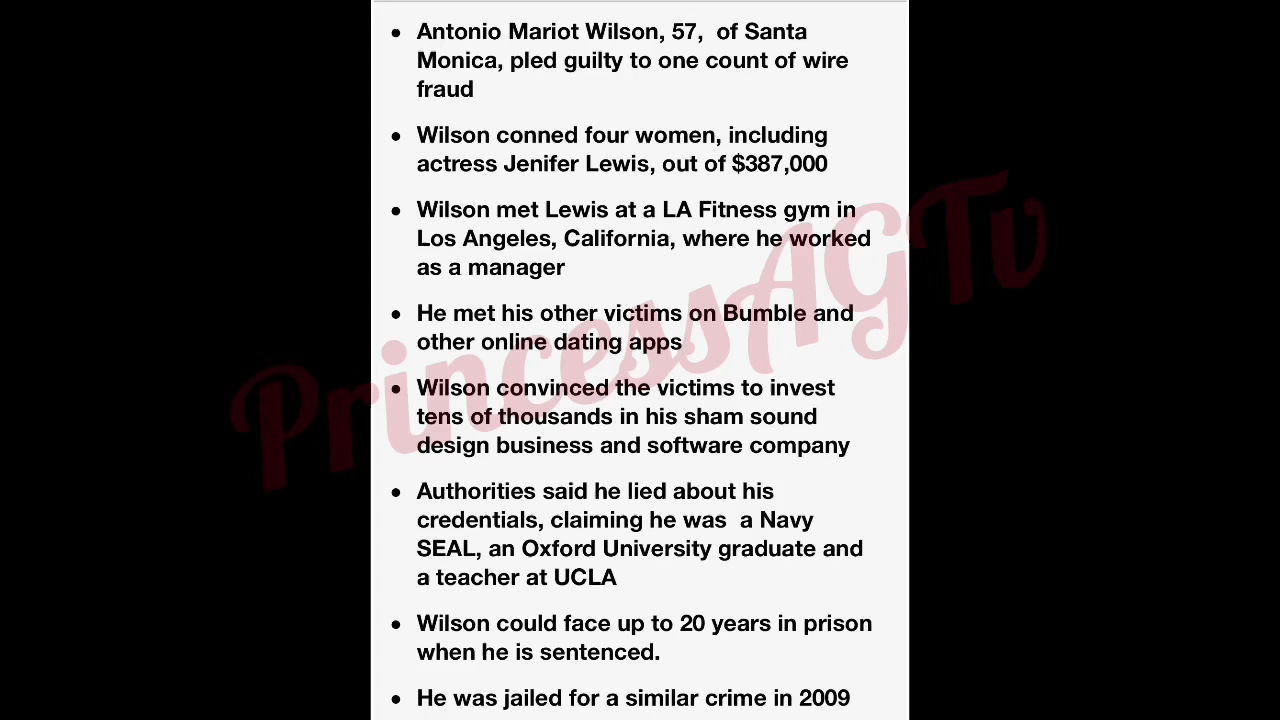 Antonio Mariot Wilson, 57,  of Santa
Monica, pled guilty to one count of wire
fraud
Wilson conned four women, including
actress Jenifer Lewis, out of $387,000
Wilson met Lewis at a LA Fitness gym in
Los Angeles, California, where he worked
as a manager
He met his other victims on Bumble and
other online dating apps
Wilson convinced the victims to invest
tens of thousands in his sham sound
design business and software company
Authorities said he lied about his
credentials, claiming he was  a Navy
SEAL, an Oxford University graduate and
a teacher at UCLA
Wilson could face up to 20 years in prison
when he is sentenced.
He was jailed for a similar crime in 2009
PrincessAGTv